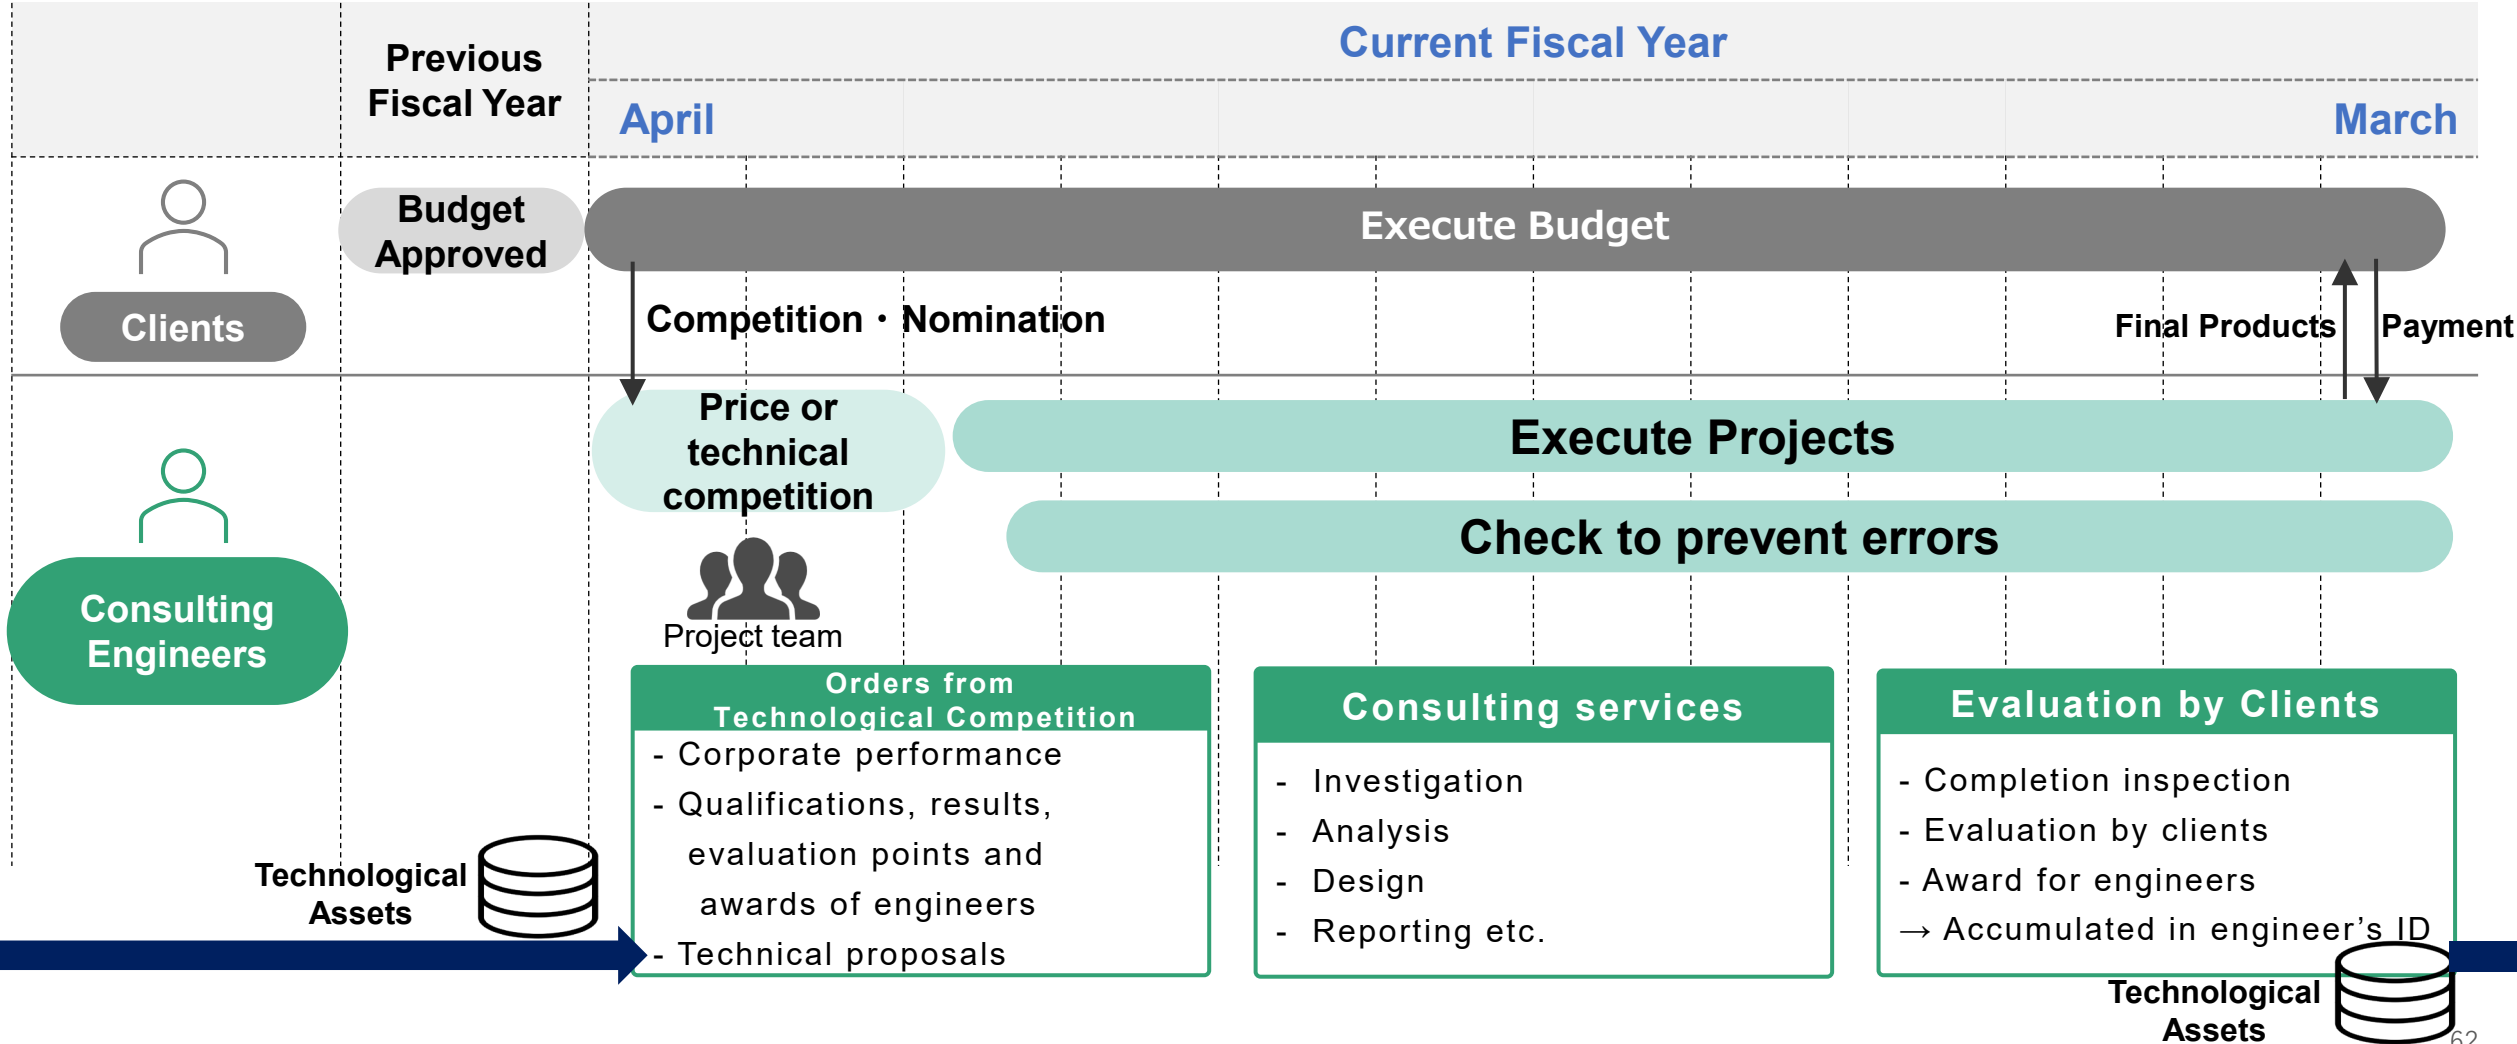 Previous
Fiscal Year
Current Fiscal Year
April
March
Clients
Budget
Approved
Execute Budget
Competition・Nomination
Final Products
Payment
Consulting
Engineers
Price or
technical
competition
Execute Projects
Check to prevent errors
Project team
Orders from
Technological Competition
- Corporate performance
- Qualifications, results,
evaluation points and
awards of engineers
- Technical proposals
Consulting services
- Investigation
- Analysis
- Design
- Reporting etc.
Evaluation by Clients
- Completion inspection
- Evaluation by clients
- Award for engineers
→ Accumulated in engineer’s ID
Technological
Assets
Technological
Assets
62